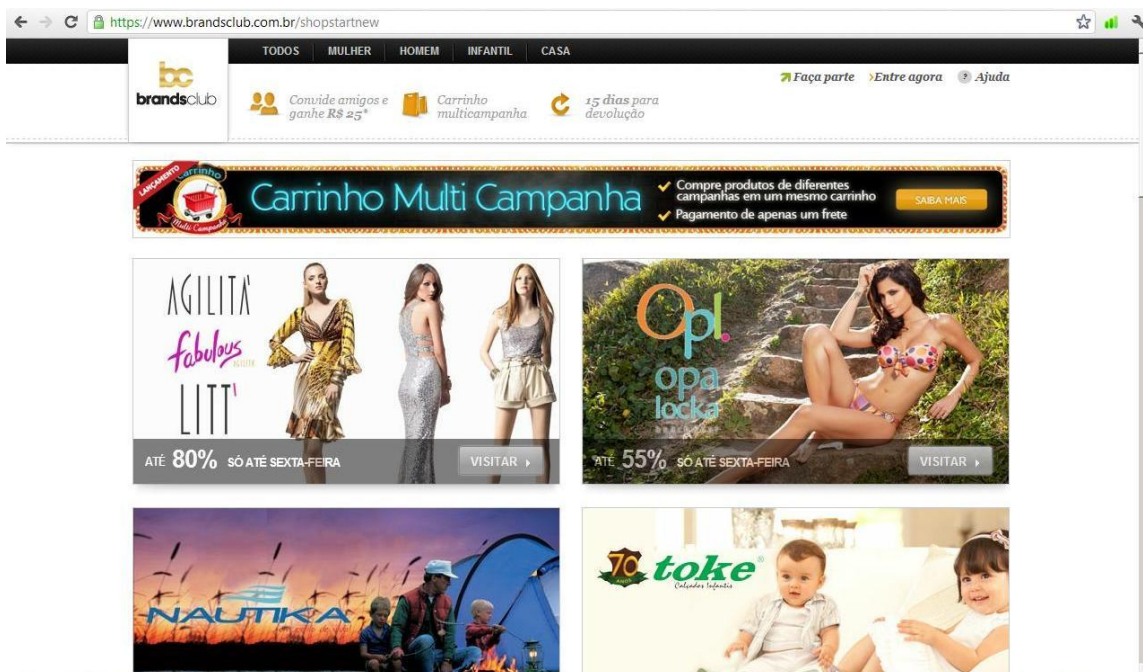 https://www.brandsclub.com.br/shopstartnew
TODOS MULHER HOMEM INFANTIL CASA
bc
brandsclub
Faça parte Entre agora ? Ajuda
Convide amigos e
ganhe R$ 25*
Carrinho
multicampanha
15 dias para
devolução
LANÇAMENTO
Carrinho
Multi Campanha
Carrinho Multi Campanha
Compre produtos de diferentes
campanhas em um mesmo carrinho
Pagamento de apenas um frete
SAIBA MAIS
AGILITÀ
fabulous
AGILITÀ
LITT'
ATÉ 80% SÓ ATÉ SEXTA-FEIRA
VISITAR
Opl.
opa
locka
ATÉ 55% SÓ ATÉ SEXTA-FEIRA
VISITAR
NAUTIKA
70
ANOS
toke®
Calçados Infantis